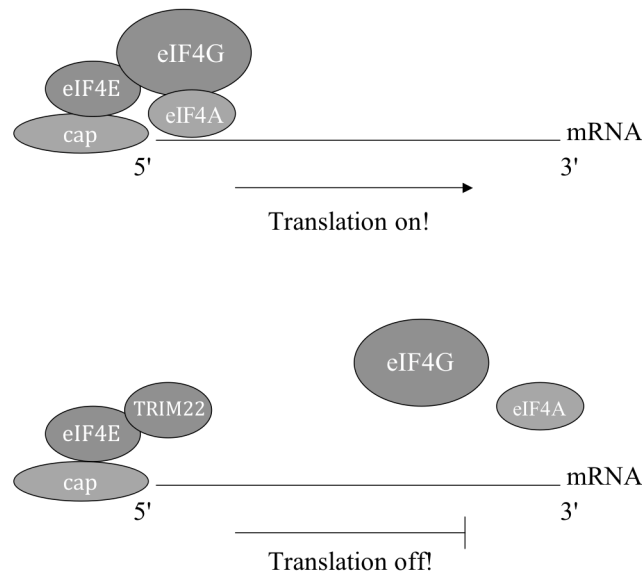 eIF4G
eIF4E
eIF4A
cap
mRNA
5'
3'
Translation on!
eIF4G
TRIM22
eIF4A
eIF4E
cap
mRNA
5'
3'
Translation off!